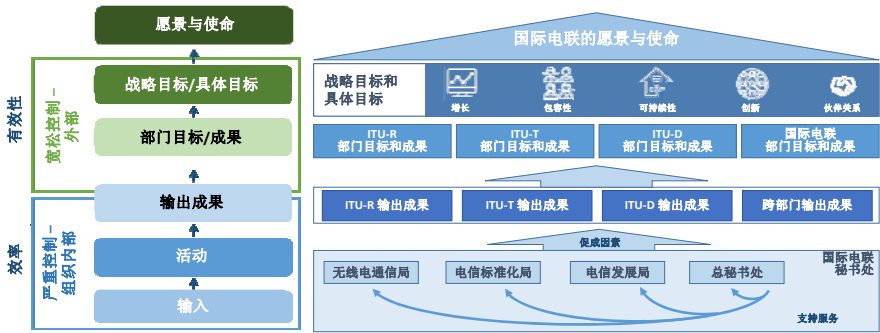 愿景与使命
有效性
宽松控制 –
外部
战略目标/具体目标
部门目标/成果
输出成果
效率
严重控制 –
组织内部
活动
输入
国际电联的愿景与使命
战略目标和
具体目标
增长
包容性
可持续性
创新
伙伴关系
ITU-R
部门目标和成果
ITU-T
部门目标和成果
ITU-D
部门目标和成果
国际电联
部门目标和成果
ITU-R 输出成果
ITU-T 输出成果
ITU-D 输出成果
跨部门输出成果
促成因素
国际电联
秘书处
无线电通信局
电信标准化局
电信发展局
总秘书处
支持服务